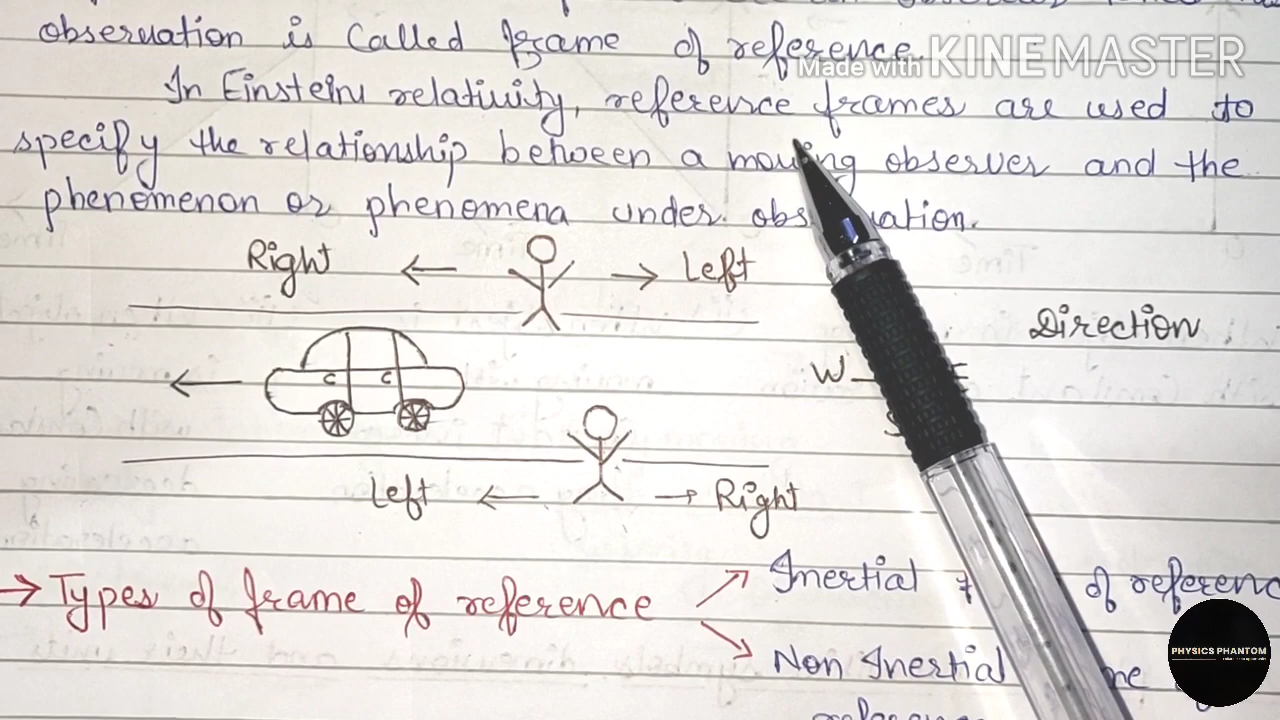 observation is called frame of reference.
Made with KINEMASTER
In Einstein relativity, reference frames are used to
specify the relationship between a moving observer and the
phenomenon or phenomena under
Right ← → Left
Direction
W
←
Left ← → Right
→ Types of frame of reference
Inertial of
Non Inertial
PHYSICS PHANTOM